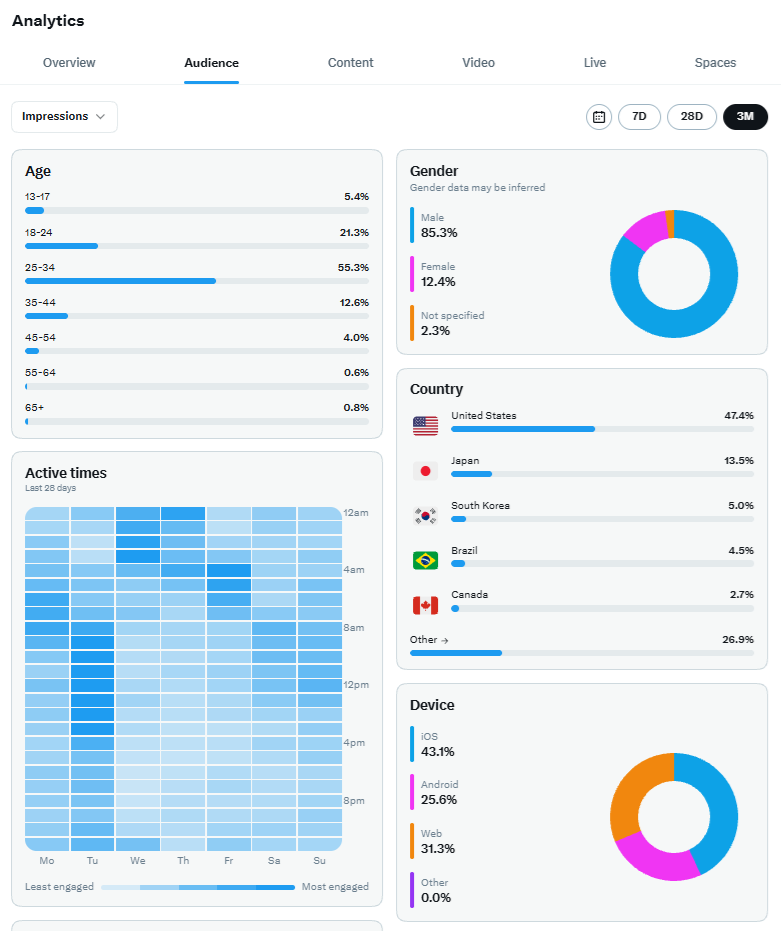 Analytics
Overview
Audience
Content
Video
Live
Spaces
Impressions
7D
28D
3M
Age
13-17
5.4%
18-24
21.3%
25-34
55.3%
35-44
12.6%
45-54
4.0%
55-64
0.6%
65+
0.8%
Active times
Last 28 days
12am
4am
8am
12pm
4pm
8pm
Mo
Tu
We
Th
Fr
Sa
Su
Least engaged
Most engaged
Gender
Gender data may be inferred
Male
85.3%
Female
12.4%
Not specified
2.3%
Country
United States
47.4%
Japan
13.5%
South Korea
5.0%
Brazil
4.5%
Canada
2.7%
Other →
26.9%
Device
iOS
43.1%
Android
25.6%
Web
31.3%
Other
0.0%